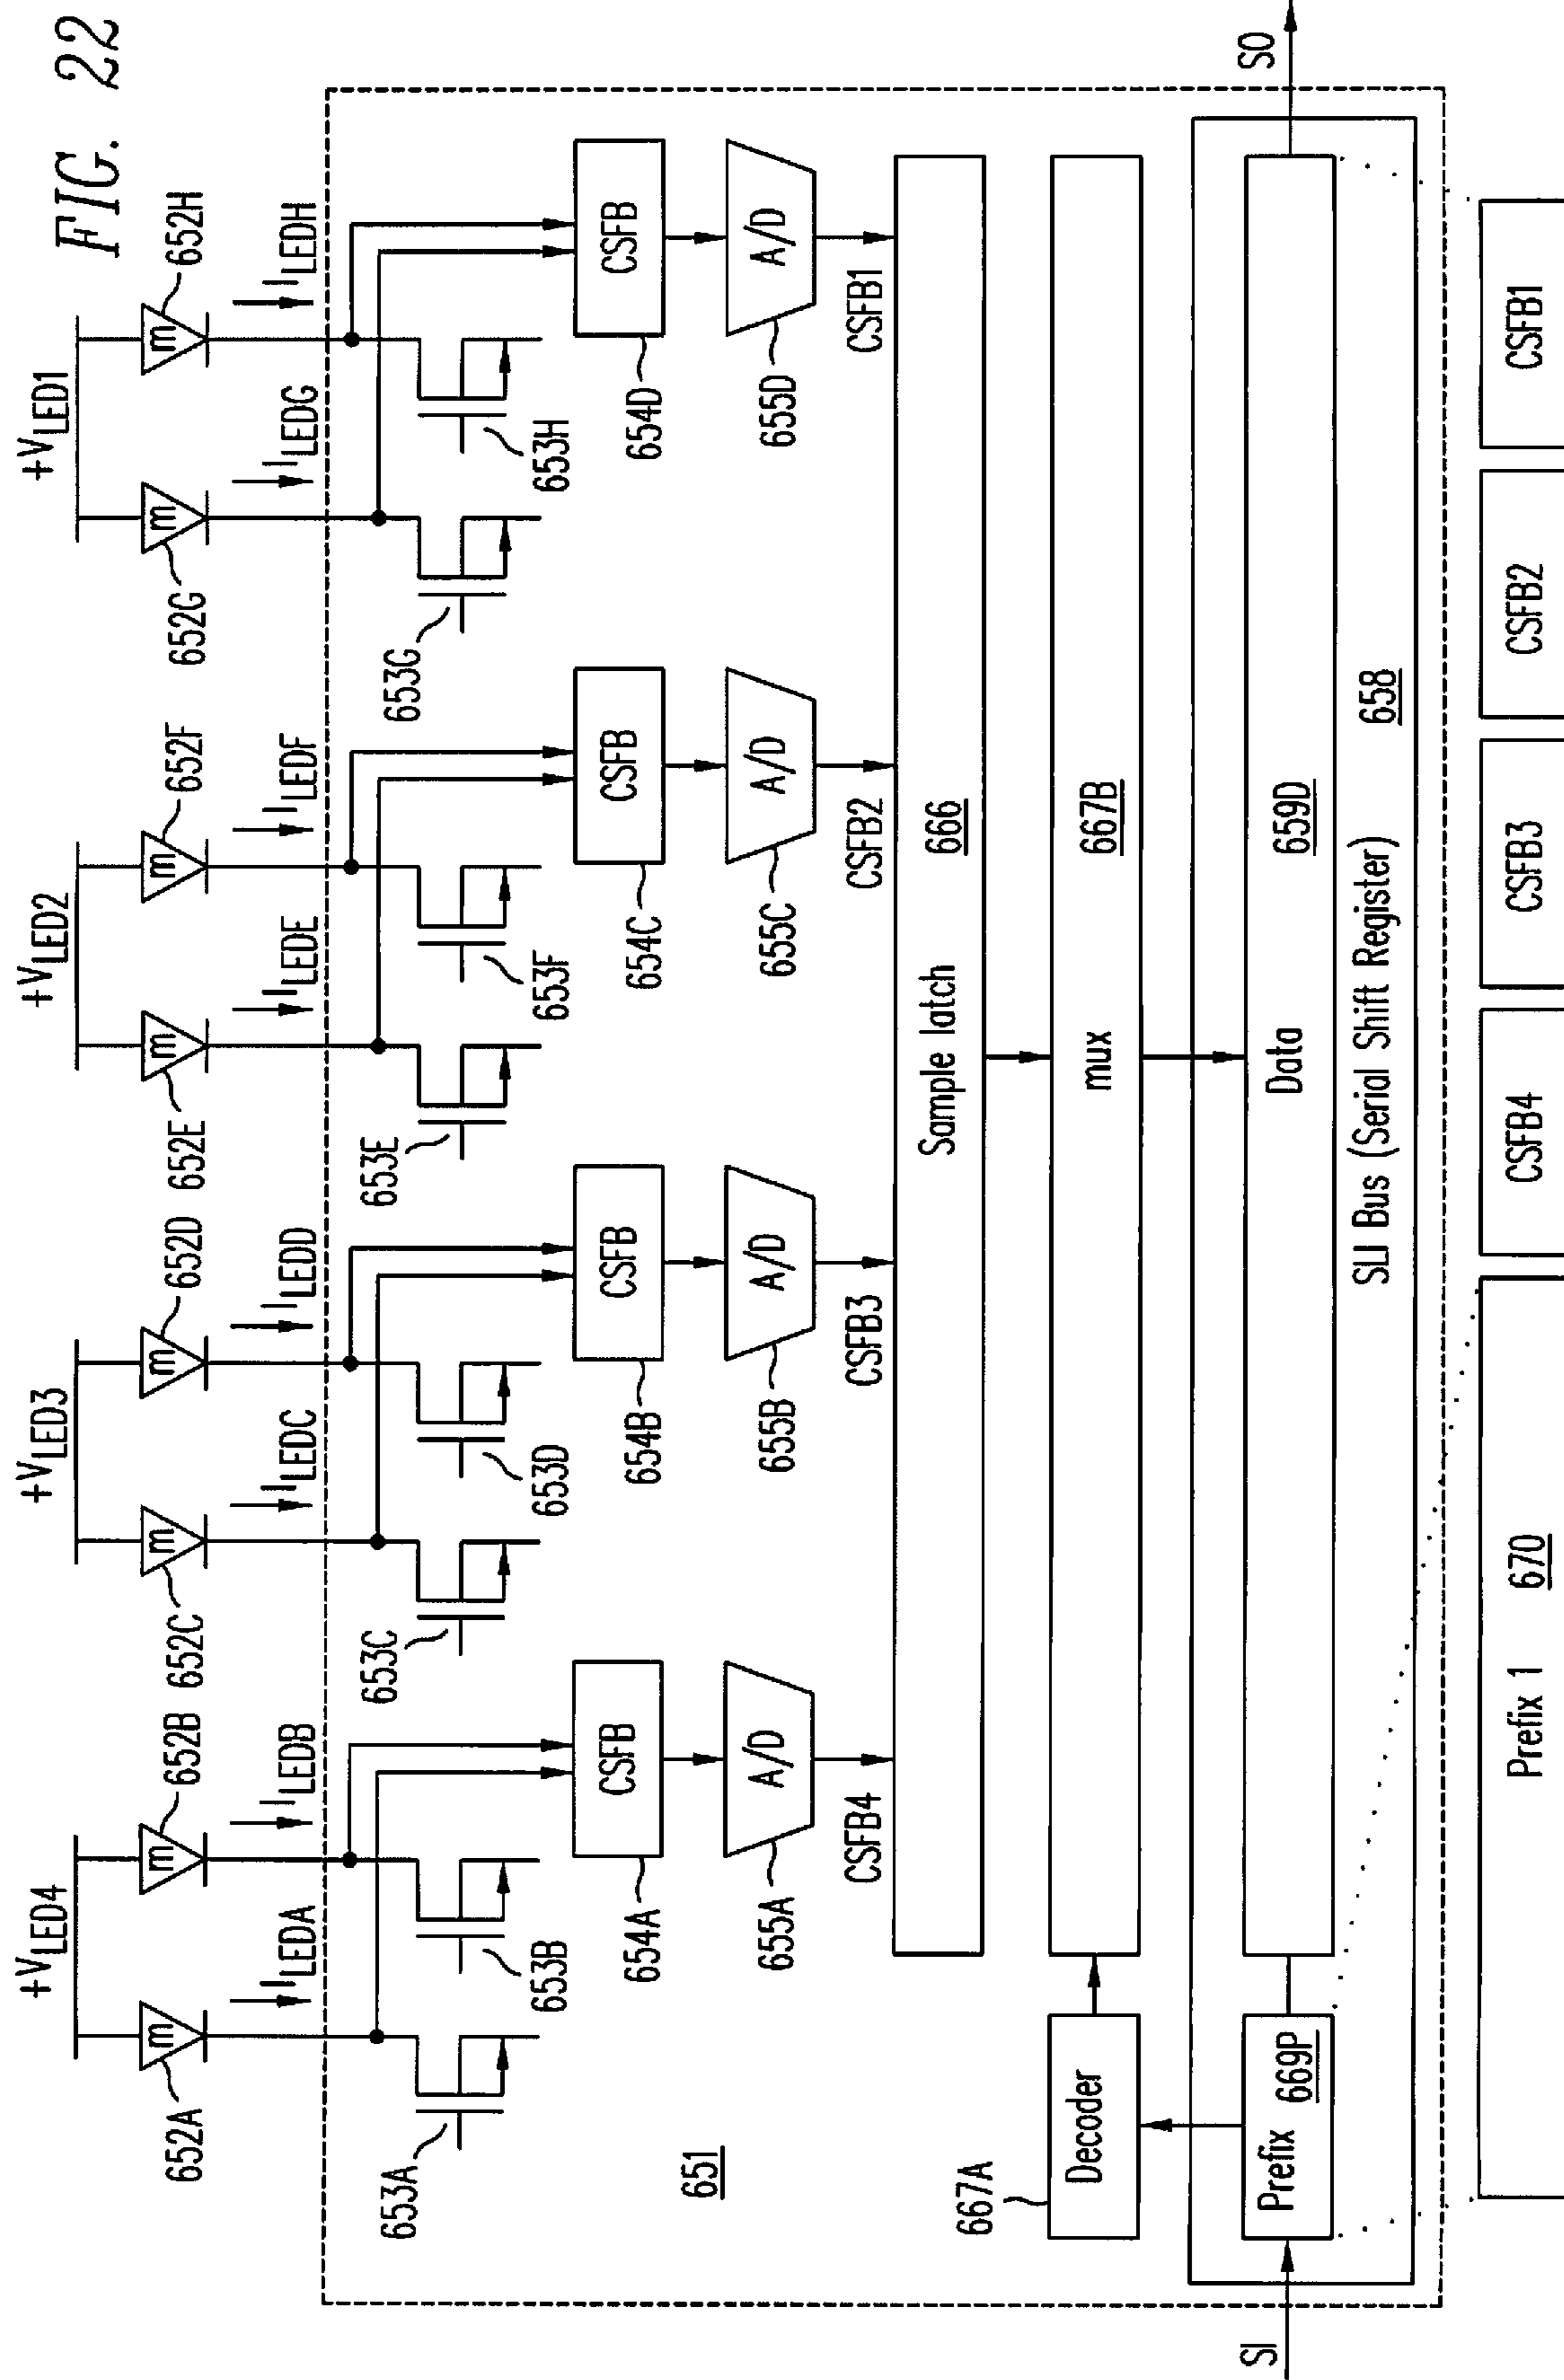 FIG. 22
+VLED4
+VLED3
+VLED2
+VLED1
652A
m
652B
m
652C
m
652D
m
652E
m
652F
m
652G
m
652H
m
ILEDA
ILEDB
ILEDC
ILEDD
ILEDE
ILEDF
ILEDG
ILEDH
653A
653B
653C
653D
653E
653F
653G
653H
651
CSFB
654A
CSFB
654B
CSFB
654C
CSFB
654D
A/D
655A
A/D
655B
A/D
655C
A/D
655D
CSFB4
CSFB3
CSFB2
CSFB1
Sample latch 666
667A
Decoder
mux 667B
SI
Prefix 669P
Data 659D
SO
SLI Bus (Serial Shift Register) 658
Prefix 1 670
CSFB4
CSFB3
CSFB2
CSFB1